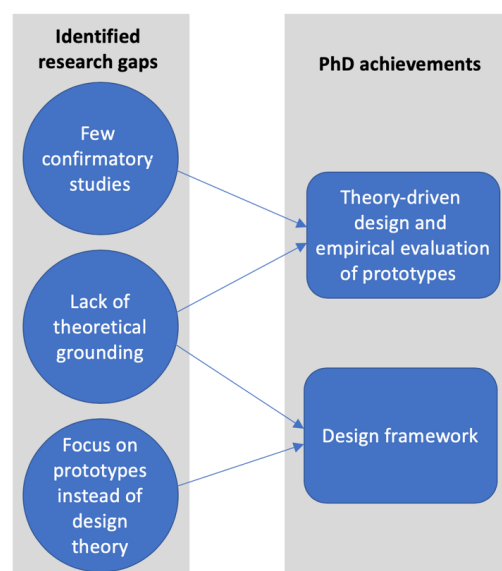 Identified
research gaps
Few
confirmatory
studies
Lack of
theoretical
grounding
Focus on
prototypes
instead of
design
theory
PhD achievements
Theory-driven
design and
empirical evaluation
of prototypes
Design framework